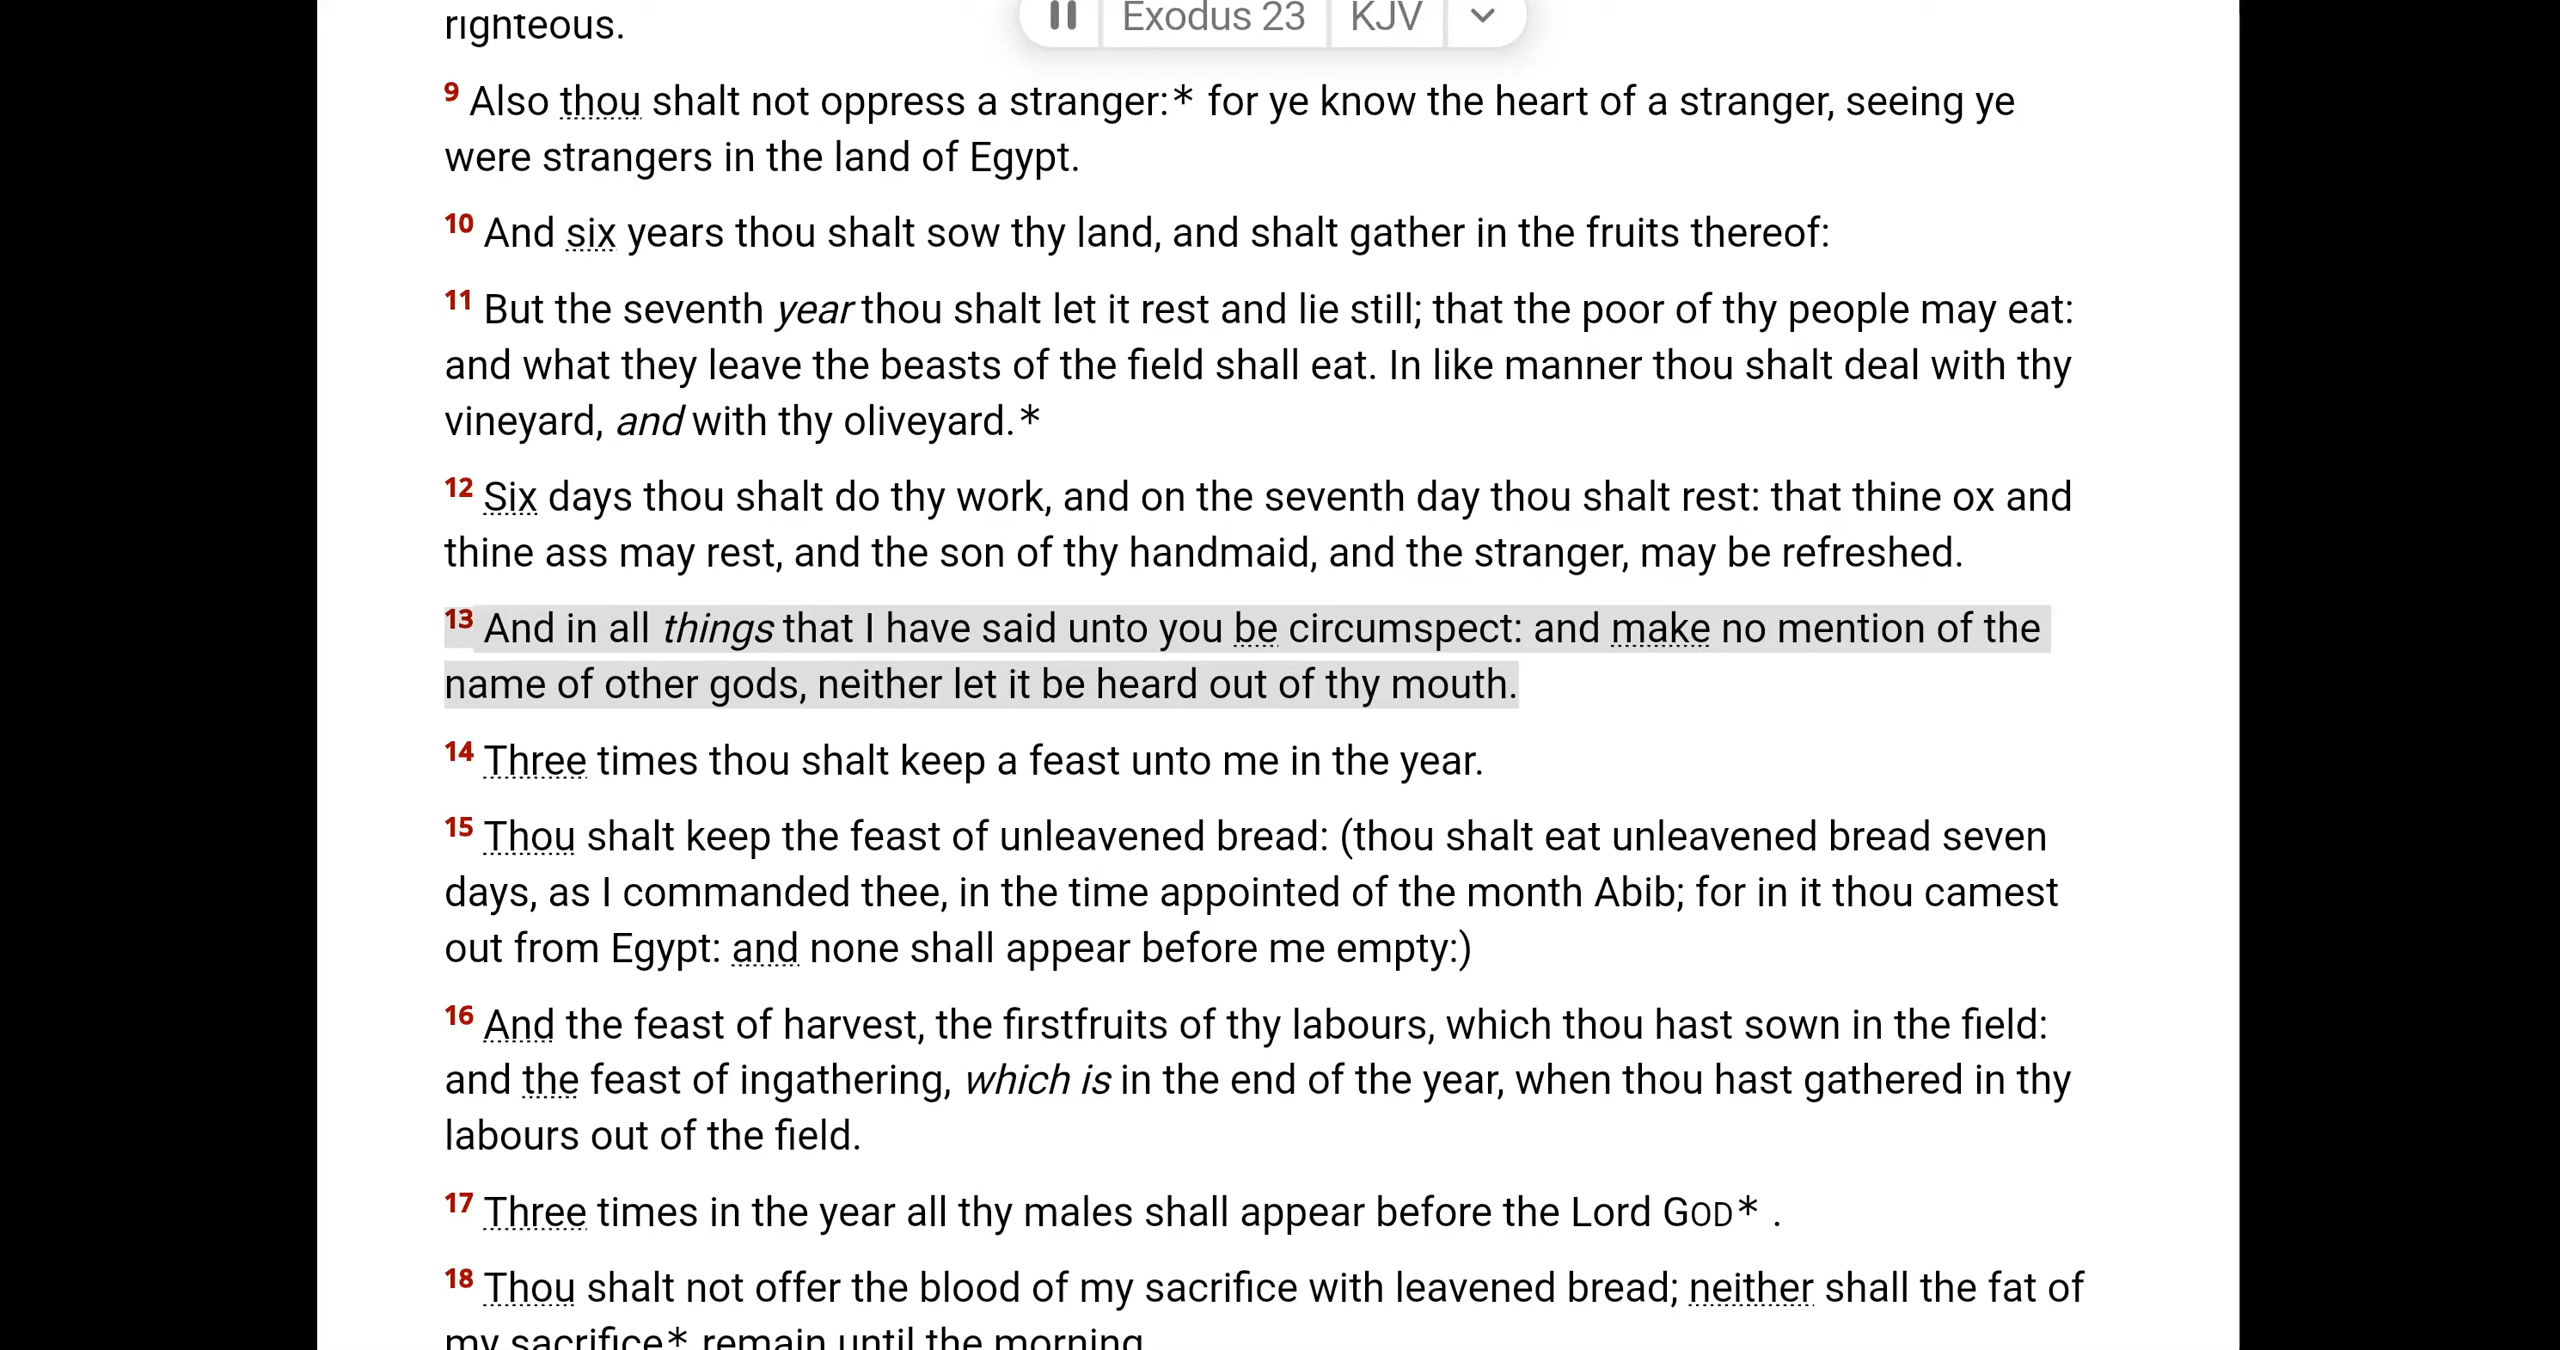 righteous.
Exodus 23 KJV
9 Also thou shalt not oppress a stranger:* for ye know the heart of a stranger, seeing ye
were strangers in the land of Egypt.
10 And six years thou shalt sow thy land, and shalt gather in the fruits thereof:
11 But the seventh year thou shalt let it rest and lie still; that the poor of thy people may eat:
and what they leave the beasts of the field shall eat. In like manner thou shalt deal with thy
vineyard, and with thy oliveyard.*
12 Six days thou shalt do thy work, and on the seventh day thou shalt rest: that thine ox and
thine ass may rest, and the son of thy handmaid, and the stranger, may be refreshed.
13 And in all things that I have said unto you be circumspect: and make no mention of the
name of other gods, neither let it be heard out of thy mouth.
14 Three times thou shalt keep a feast unto me in the year.
15 Thou shalt keep the feast of unleavened bread: (thou shalt eat unleavened bread seven
days, as I commanded thee, in the time appointed of the month Abib; for in it thou camest
out from Egypt: and none shall appear before me empty:)
16 And the feast of harvest, the firstfruits of thy labours, which thou hast sown in the field:
and the feast of ingathering, which is in the end of the year, when thou hast gathered in thy
labours out of the field.
17 Three times in the year all thy males shall appear before the Lord GOD* .
18 Thou shalt not offer the blood of my sacrifice with leavened bread; neither shall the fat of
my sacrifice* remain until the morning